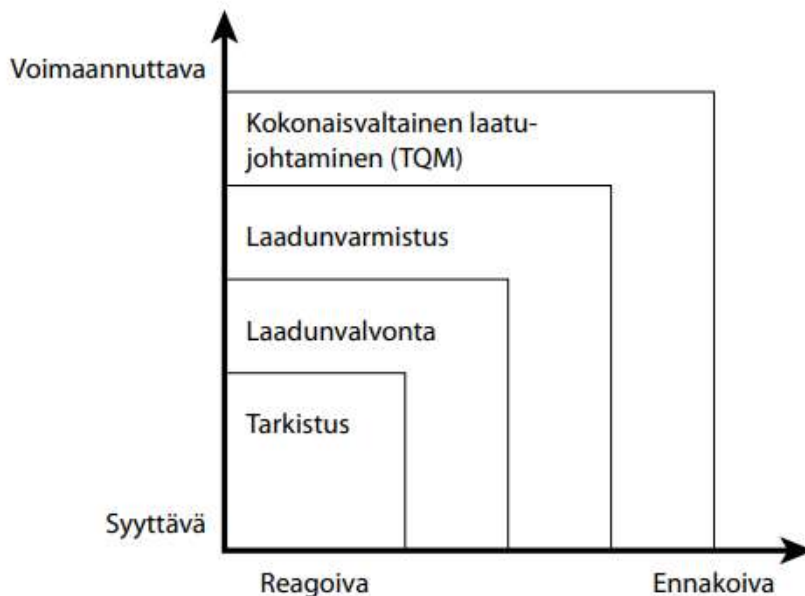 Voimaannuttava
Kokonaisvaltainen laatu-
johtaminen (TQM)
Laadunvarmistus
Laadunvalvonta
Tarkistus
Syyttävä
Reagoiva
Ennakoiva